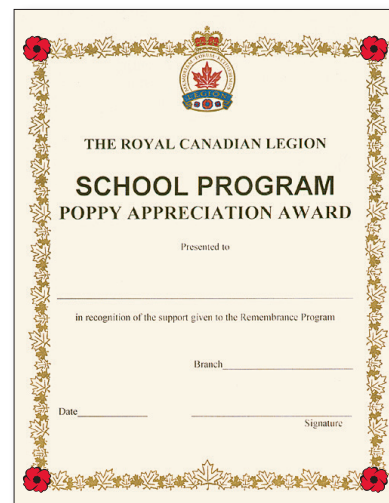 LEGION
THE ROYAL CANADIAN LEGION
SCHOOL PROGRAM
POPPY APPRECIATION AWARD
Presented to
in recognition of the support given to the Remembrance Program
Branch
Date
Signature